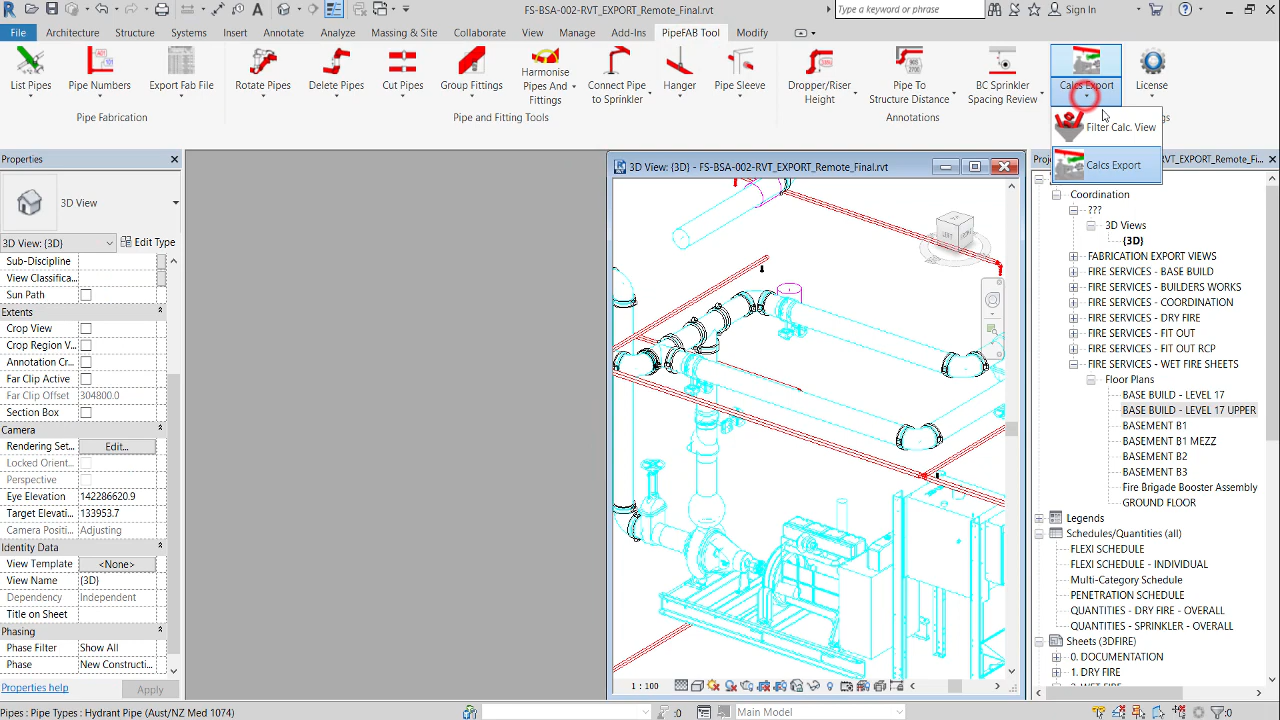 FS-BSA-002-RVT_EXPORT_Remote_Final.rvt
Type a keyword or phrase
Sign In
File Architecture Structure Systems Insert Annotate Analyze Massing & Site Collaborate View Manage Add-Ins PipeFAB Tool Modify
List Pipes
Pipe Numbers
Export Fab File
Rotate Pipes
Delete Pipes
Cut Pipes
Group Fittings
Harmonise
Pipes And
Fittings
Connect Pipe
to Sprinkler
Hanger
Pipe Sleeve
Dropper/Riser
Height
Pipe To
Structure Distance
BC Sprinkler
Spacing Review
Calcs Export
License
Pipe Fabrication
Pipe and Fitting Tools
Annotations
Filter Calc. View
Calcs Export
Properties
3D View
3D View: {3D}
Edit Type
Sub-Discipline
View Classifica...
Sun Path
Extents
Crop View
Crop Region V...
Annotation Cr...
Far Clip Active
Far Clip Offset 304800.0
Section Box
Camera
Rendering Set... Edit...
Locked Orient...
Perspective
Eye Elevation 142286620.9
Target Elevati... 133953.7
Camera Positi... Adjusting
Identity Data
View Template <None>
View Name {3D}
Dependency Independent
Title on Sheet
Phasing
Phase Filter Show All
Phase New Constructi...
Properties help
Apply
3D View: {3D} - FS-BSA-002-RVT_EXPORT_Remote_Final.rvt
1 : 100
Coordination
???
3D Views
{3D}
FABRICATION EXPORT VIEWS
FIRE SERVICES - BASE BUILD
FIRE SERVICES - BUILDERS WORKS
FIRE SERVICES - COORDINATION
FIRE SERVICES - DRY FIRE
FIRE SERVICES - FIT OUT
FIRE SERVICES - FIT OUT RCP
FIRE SERVICES - WET FIRE SHEETS
Floor Plans
BASE BUILD - LEVEL 17
BASE BUILD - LEVEL 17 UPPER
BASEMENT B1
BASEMENT B1 MEZZ
BASEMENT B2
BASEMENT B3
Fire Brigade Booster Assembly
GROUND FLOOR
Legends
Schedules/Quantities (all)
FLEXI SCHEDULE
FLEXI SCHEDULE - INDIVIDUAL
Multi-Category Schedule
PENETRATION SCHEDULE
QUANTITIES - DRY FIRE - OVERALL
QUANTITIES - SPRINKLER - OVERALL
Sheets (3DFIRE)
0. DOCUMENTATION
1. DRY FIRE
Pipes : Pipe Types : Hydrant Pipe (Aust/NZ Med 1074)
:0
Main Model
:0